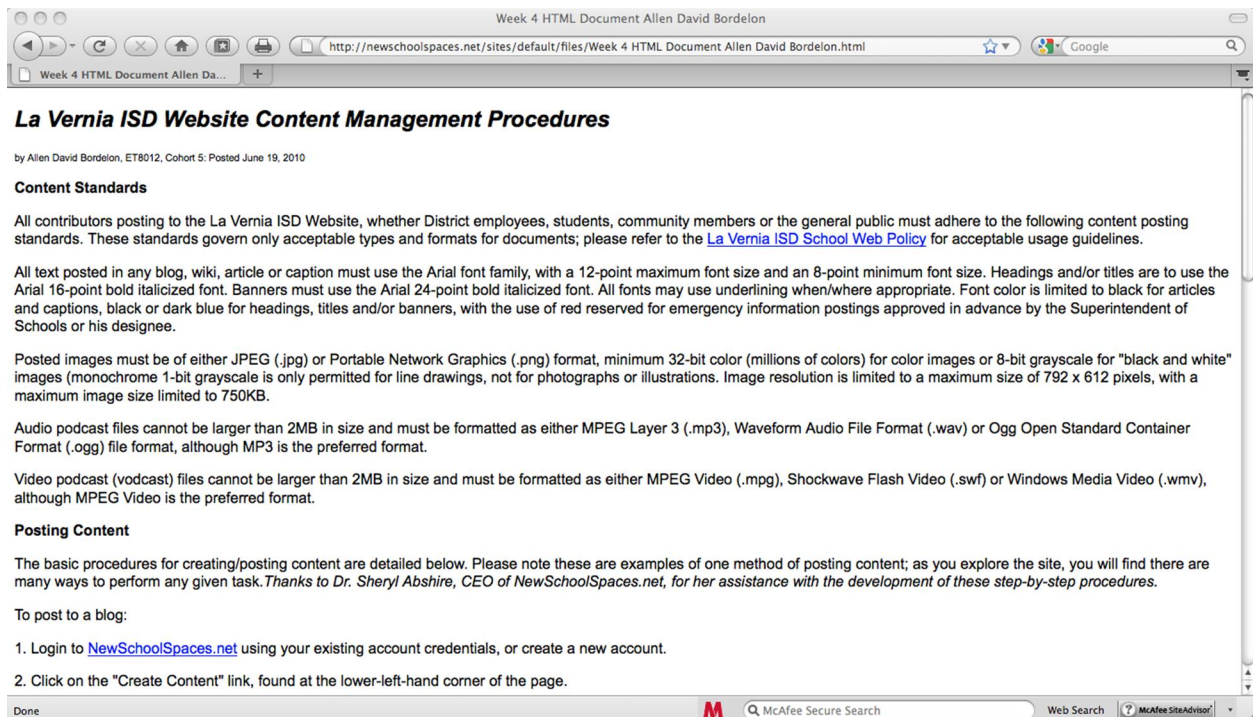 Week 4 HTML Document Allen David Bordelon
http://newschoolspaces.net/sites/default/files/Week 4 HTML Document Allen David Bordelon.html
Google
Week 4 HTML Document Allen Da...
La Vernia ISD Website Content Management Procedures
by Allen David Bordelon, ET8012, Cohort 5: Posted June 19, 2010
Content Standards
All contributors posting to the La Vernia ISD Website, whether District employees, students, community members or the general public must adhere to the following content posting
standards. These standards govern only acceptable types and formats for documents; please refer to the La Vernia ISD School Web Policy for acceptable usage guidelines.
All text posted in any blog, wiki, article or caption must use the Arial font family, with a 12-point maximum font size and an 8-point minimum font size. Headings and/or titles are to use the
Arial 16-point bold italicized font. Banners must use the Arial 24-point bold italicized font. All fonts may use underlining when/where appropriate. Font color is limited to black for articles
and captions, black or dark blue for headings, titles and/or banners, with the use of red reserved for emergency information postings approved in advance by the Superintendent of
Schools or his designee.
Posted images must be of either JPEG (.jpg) or Portable Network Graphics (.png) format, minimum 32-bit color (millions of colors) for color images or 8-bit grayscale for "black and white"
images (monochrome 1-bit grayscale is only permitted for line drawings, not for photographs or illustrations. Image resolution is limited to a maximum size of 792 x 612 pixels, with a
maximum image size limited to 750KB.
Audio podcast files cannot be larger than 2MB in size and must be formatted as either MPEG Layer 3 (.mp3), Waveform Audio File Format (.wav) or Ogg Open Standard Container
Format (.ogg) file format, although MP3 is the preferred format.
Video podcast (vodcast) files cannot be larger than 2MB in size and must be formatted as either MPEG Video (.mpg), Shockwave Flash Video (.swf) or Windows Media Video (.wmv),
although MPEG Video is the preferred format.
Posting Content
The basic procedures for creating/posting content are detailed below. Please note these are examples of one method of posting content; as you explore the site, you will find there are
many ways to perform any given task.Thanks to Dr. Sheryl Abshire, CEO of NewSchoolSpaces.net, for her assistance with the development of these step-by-step procedures.
To post to a blog:
1. Login to NewSchoolSpaces.net using your existing account credentials, or create a new account.
2. Click on the "Create Content" link, found at the lower-left-hand corner of the page.
Done
McAfee Secure Search
Web Search
McAfee SiteAdvisor